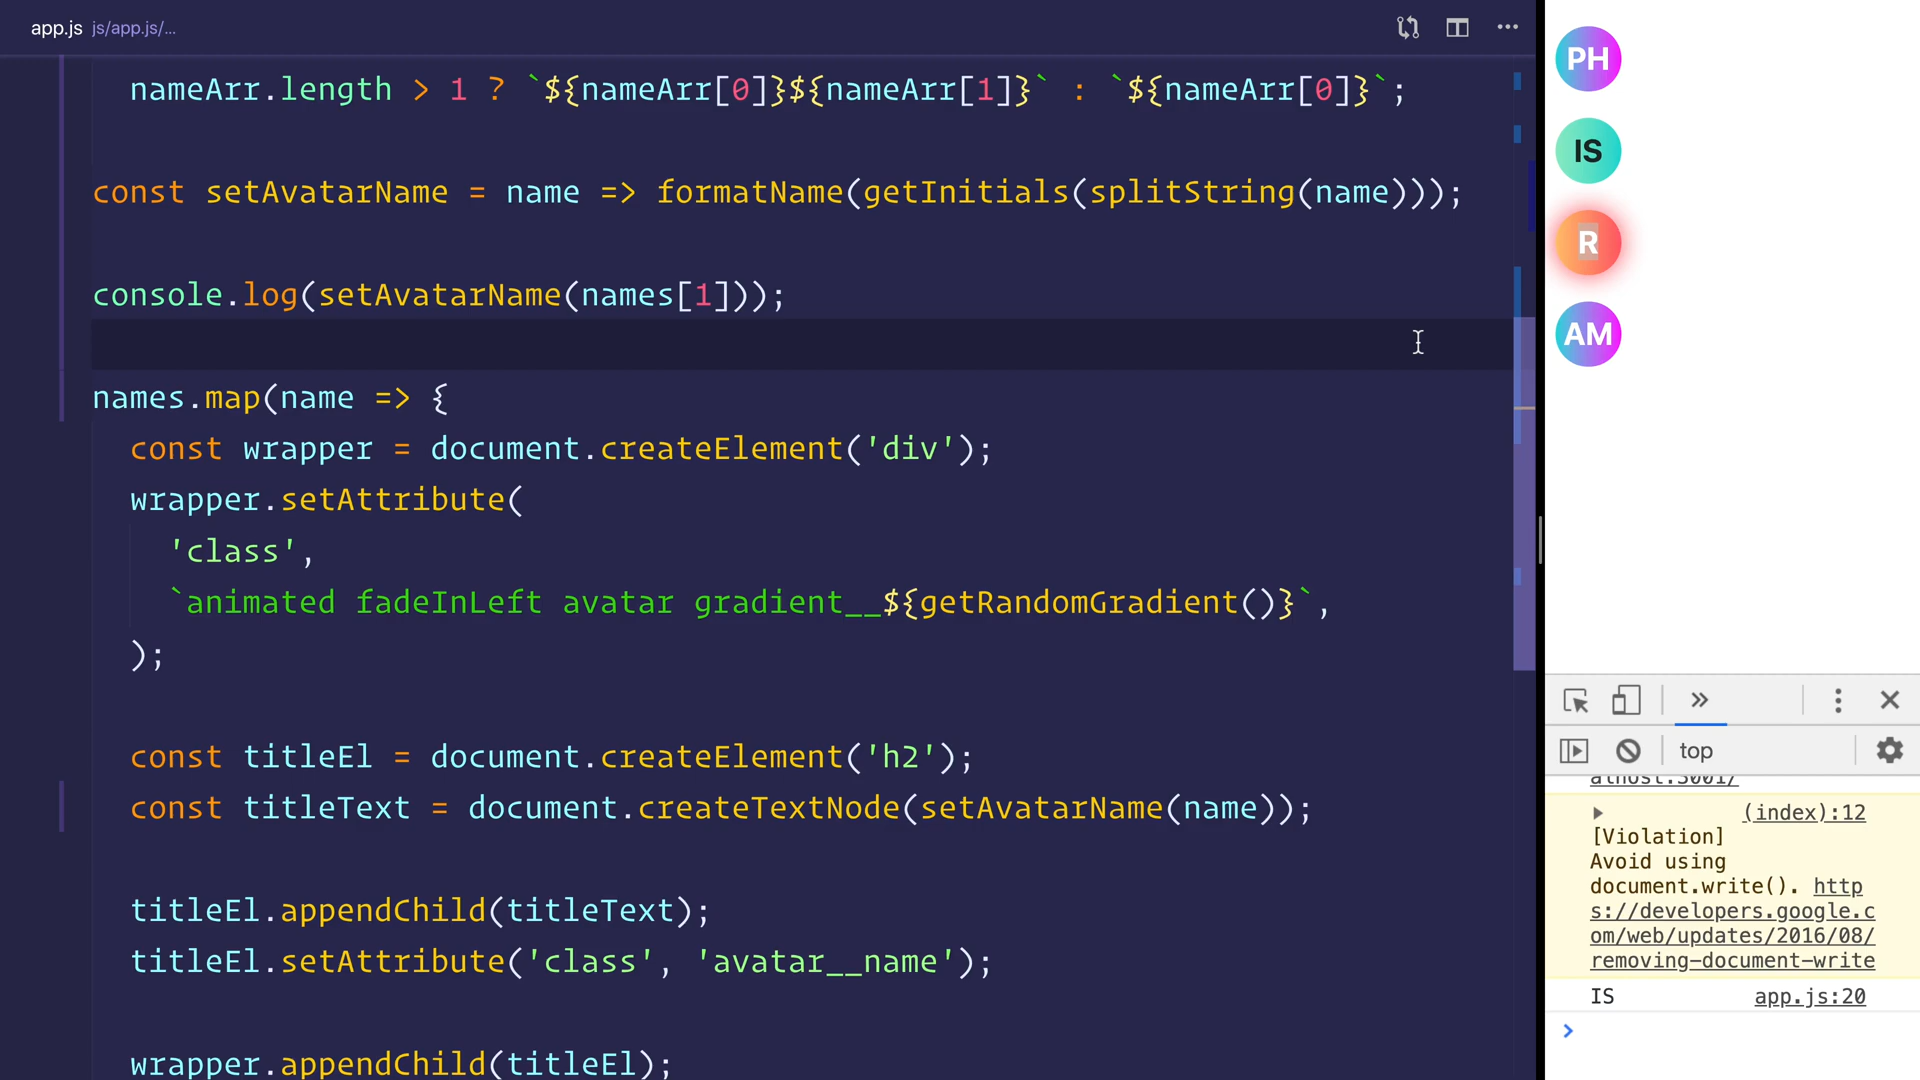 app.js js/app.js/...
nameArr.length > 1 ? `${nameArr[0]}${nameArr[1]}` : `${nameArr[0]}`;
const setAvatarName = name => formatName(getInitials(splitString(name)));
console.log(setAvatarName(names[1]));
names.map(name => {
const wrapper = document.createElement('div');
wrapper.setAttribute(
'class',
`animated fadeInLeft avatar gradient__${getRandomGradient()}`,
);
const titleEl = document.createElement('h2');
const titleText = document.createTextNode(setAvatarName(name));
titleEl.appendChild(titleText);
titleEl.setAttribute('class', 'avatar__name');
wrapper.appendChild(titleEl);
PH
IS
R
AM
top
alhost:3001/
(index):12
[Violation]
Avoid using
document.write(). http
s://developers.google.c
om/web/updates/2016/08/
removing-document-write
IS app.js:20